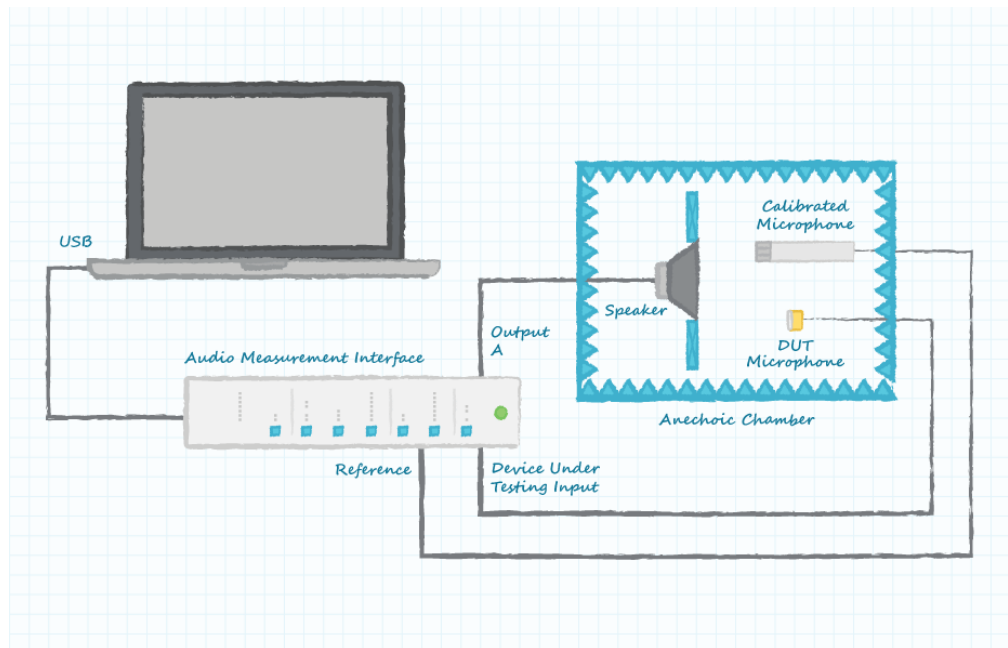 USB
Calibrated
Microphone
Speaker
Output
A
DUT
Microphone
Audio Measurement Interface
Anechoic Chamber
Reference
Device Under
Testing Input